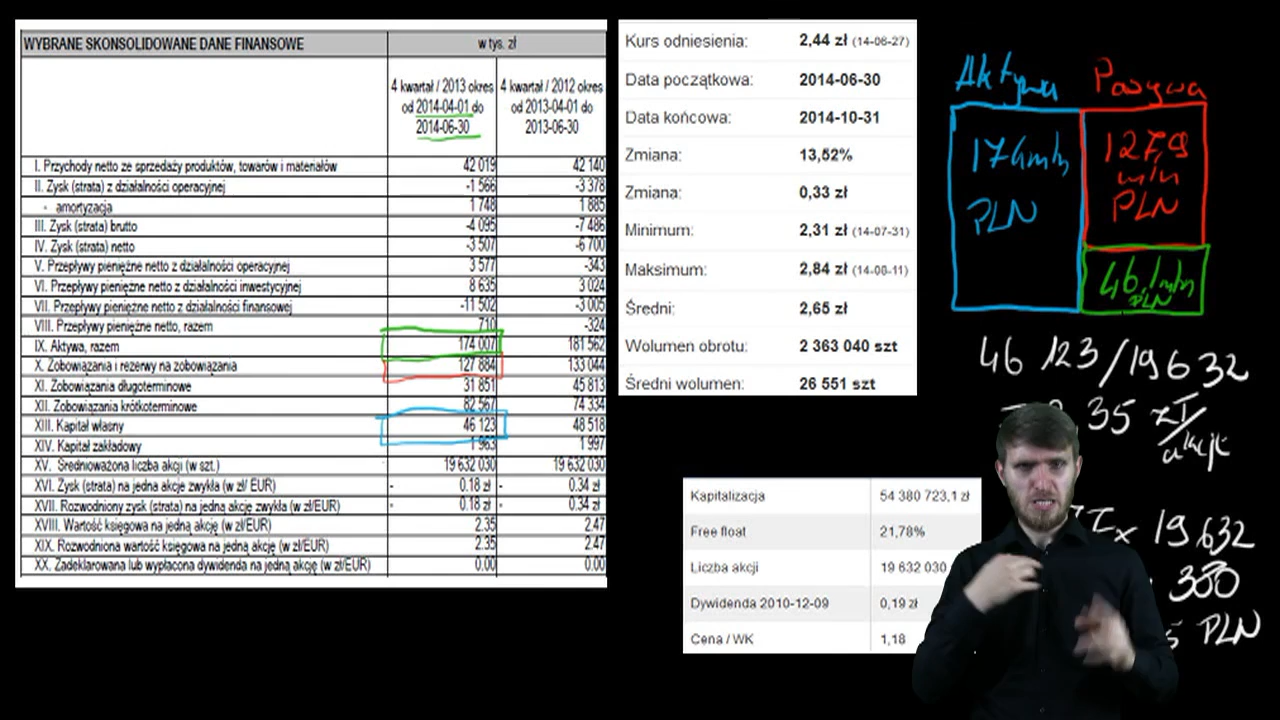 WYBRANE SKONSOLIDOWANE DANE FINANSOWE w tys. zł
4 kwartał / 2013 okres od 2014-04-01 do 2014-06-30
4 kwartał / 2012 okres od 2013-04-01 do 2013-06-30
I. Przychody netto ze sprzedaży produktów, towarów i materiałów 42 019 42 140
II. Zysk (strata) z działalności operacyjnej -1 566 -3 378
- amortyzacja 1 748 1 885
III. Zysk (strata) brutto -4 095 -7 486
IV. Zysk (strata) netto -3 507 -6 700
V. Przepływy pieniężne netto z działalności operacyjnej 3 577 -343
VI. Przepływy pieniężne netto z działalności inwestycyjnej 8 635 3 024
VII. Przepływy pieniężne netto z działalności finansowej -11 502 -3 005
VIII. Przepływy pieniężne netto, razem 710 -324
IX. Aktywa, razem 174 007 181 562
X. Zobowiązania i rezerwy na zobowiązania 127 884 133 044
XI. Zobowiązania długoterminowe 31 851 45 813
XII. Zobowiązania krótkoterminowe 82 567 74 334
XIII. Kapitał własny 46 123 48 518
XIV. Kapitał zakładowy 1 963 1 997
XV. Średnioważona liczba akcji (w szt.) 19 632 030 19 632 030
XVI. Zysk (strata) na jedną akcję zwykłą (w zł/ EUR) - 0.18 zł - 0.34 zł
XVII. Rozwodniony zysk (strata) na jedną akcję zwykłą (w zł/EUR) - 0.18 zł - 0.34 zł
XVIII. Wartość księgowa na jedną akcję (w zł/EUR) 2.35 2.47
XIX. Rozwodniona wartość księgowa na jedną akcję (w zł/EUR) 2.35 2.47
XX. Zadeklarowana lub wypłacona dywidenda na jedną akcję (w zł/EUR) 0.00 0.00
Kurs odniesienia: 2,44 zł (14-06-27)
Data początkowa: 2014-06-30
Data końcowa: 2014-10-31
Zmiana: 13,52%
Zmiana: 0,33 zł
Minimum: 2,31 zł (14-07-31)
Maksimum: 2,84 zł (14-08-11)
Średni: 2,65 zł
Wolumen obrotu: 2 363 040 szt
Średni wolumen: 26 551 szt
Kapitalizacja 54 380 723,1 zł
Free float 21,78%
Liczba akcji 19 632 030
Dywidenda 2010-12-09 0,19 zł
Cena / WK 1,18
Aktywa Pasywa
174mln
PLN
127,9
mln
PLN
46,1mln
PLN
46 123/19 632
35 zł/
akcję
x 19,632
300
PLN